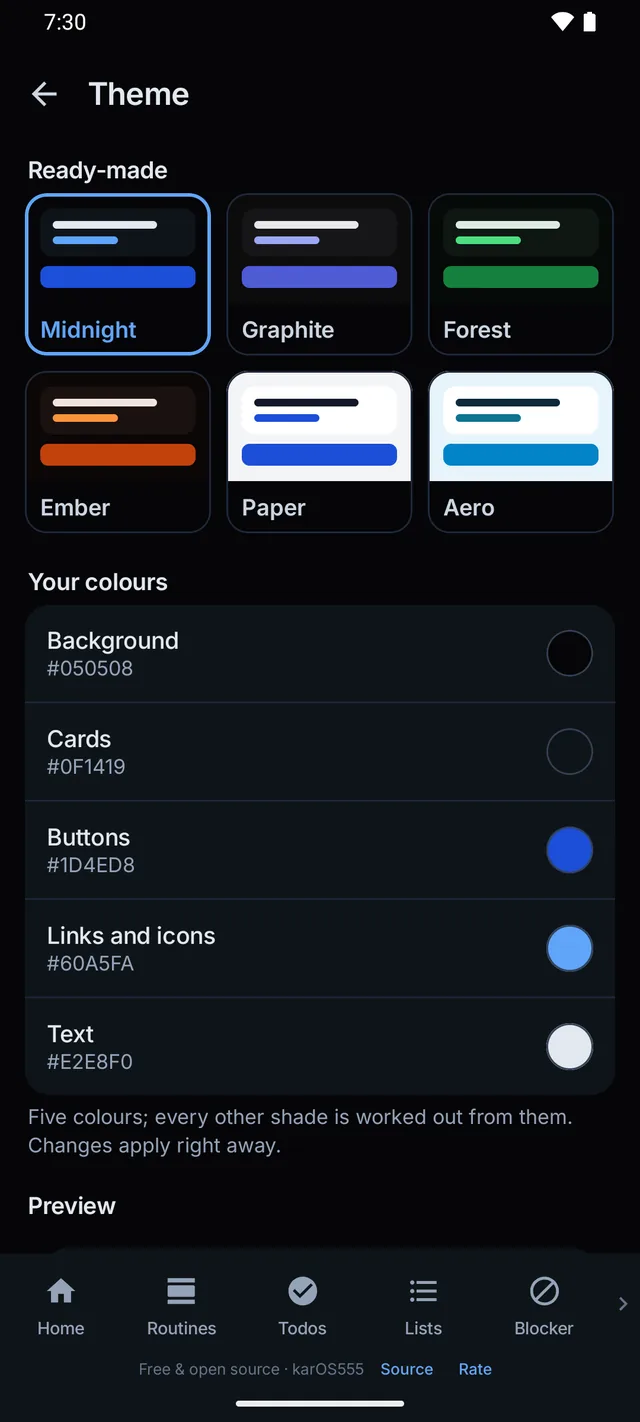 7:30
Theme
Ready-made
Midnight
Graphite
Forest
Ember
Paper
Aero
Your colours
Background
#050508
Cards
#0F1419
Buttons
#1D4ED8
Links and icons
#60A5FA
Text
#E2E8F0
Five colours; every other shade is worked out from them.
Changes apply right away.
Preview
Home
Routines
Todos
Lists
Blocker
Free & open source · karOS555 Source Rate